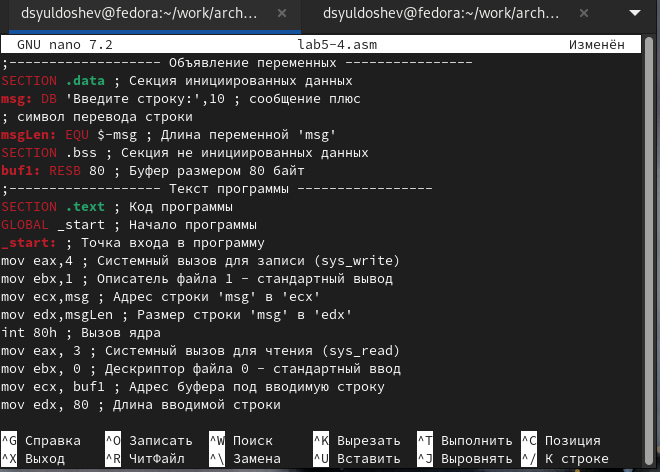 dsyuldoshev@fedora:~/work/arch... × dsyuldoshev@fedora:~/work/arch... ×
GNU nano 7.2 lab5-4.asm Изменён
;------------------- Объявление переменных ----------------
SECTION .data ; Секция инициированных данных
msg: DB 'Введите строку:',10 ; сообщение плюс
; символ перевода строки
msgLen: EQU $-msg ; Длина переменной 'msg'
SECTION .bss ; Секция не инициированных данных
buf1: RESB 80 ; Буфер размером 80 байт
;------------------- Текст программы -----------------
SECTION .text ; Код программы
GLOBAL _start ; Начало программы
_start: ; Точка входа в программу
mov eax,4 ; Системный вызов для записи (sys_write)
mov ebx,1 ; Описатель файла 1 - стандартный вывод
mov ecx,msg ; Адрес строки 'msg' в 'ecx'
mov edx,msgLen ; Размер строки 'msg' в 'edx'
int 80h ; Вызов ядра
mov eax, 3 ; Системный вызов для чтения (sys_read)
mov ebx, 0 ; Дескриптор файла 0 - стандартный ввод
mov ecx, buf1 ; Адрес буфера под вводимую строку
mov edx, 80 ; Длина вводимой строки
^G Справка ^O Записать ^W Поиск ^K Вырезать ^T Выполнить ^C Позиция
^X Выход ^R ЧитФайл ^\ Замена ^U Вставить ^J Выровнять ^/ К строке